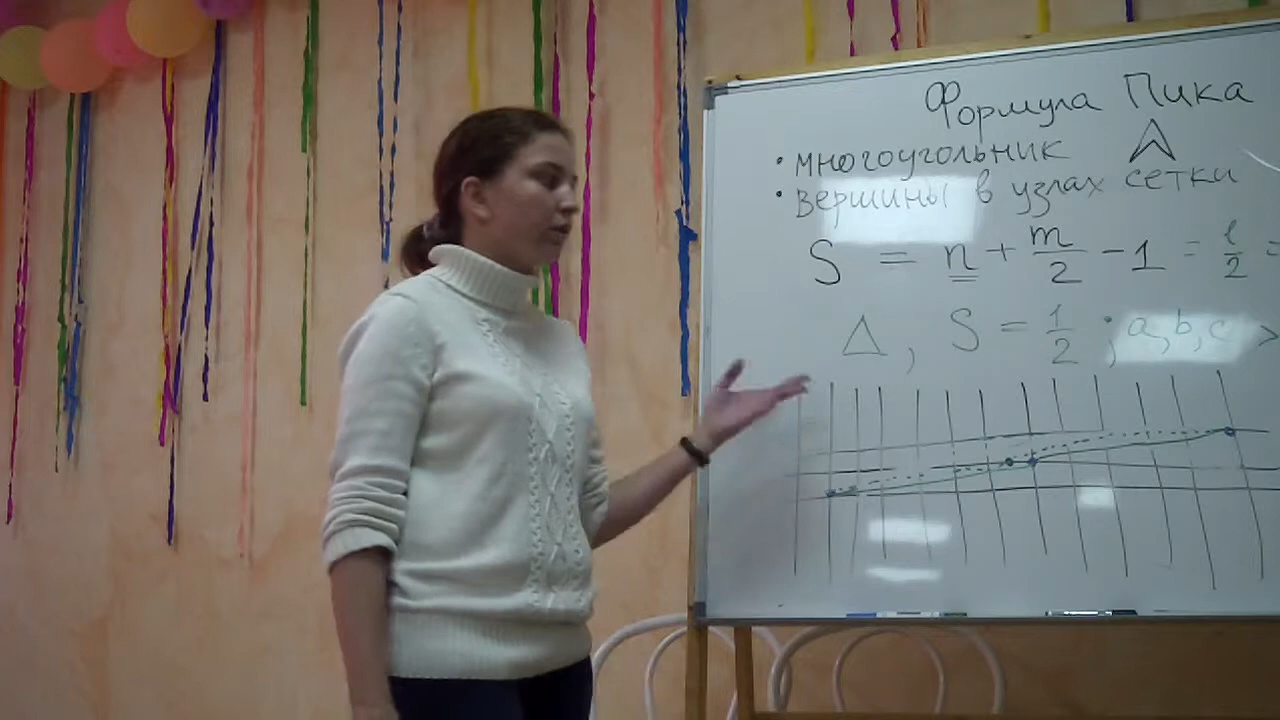 Формула Пика
• многоугольник
• вершины в узлах сетки
S = n + m/2 - 1 = l/2 =
Δ, S = 1/2 ; a, b, c >